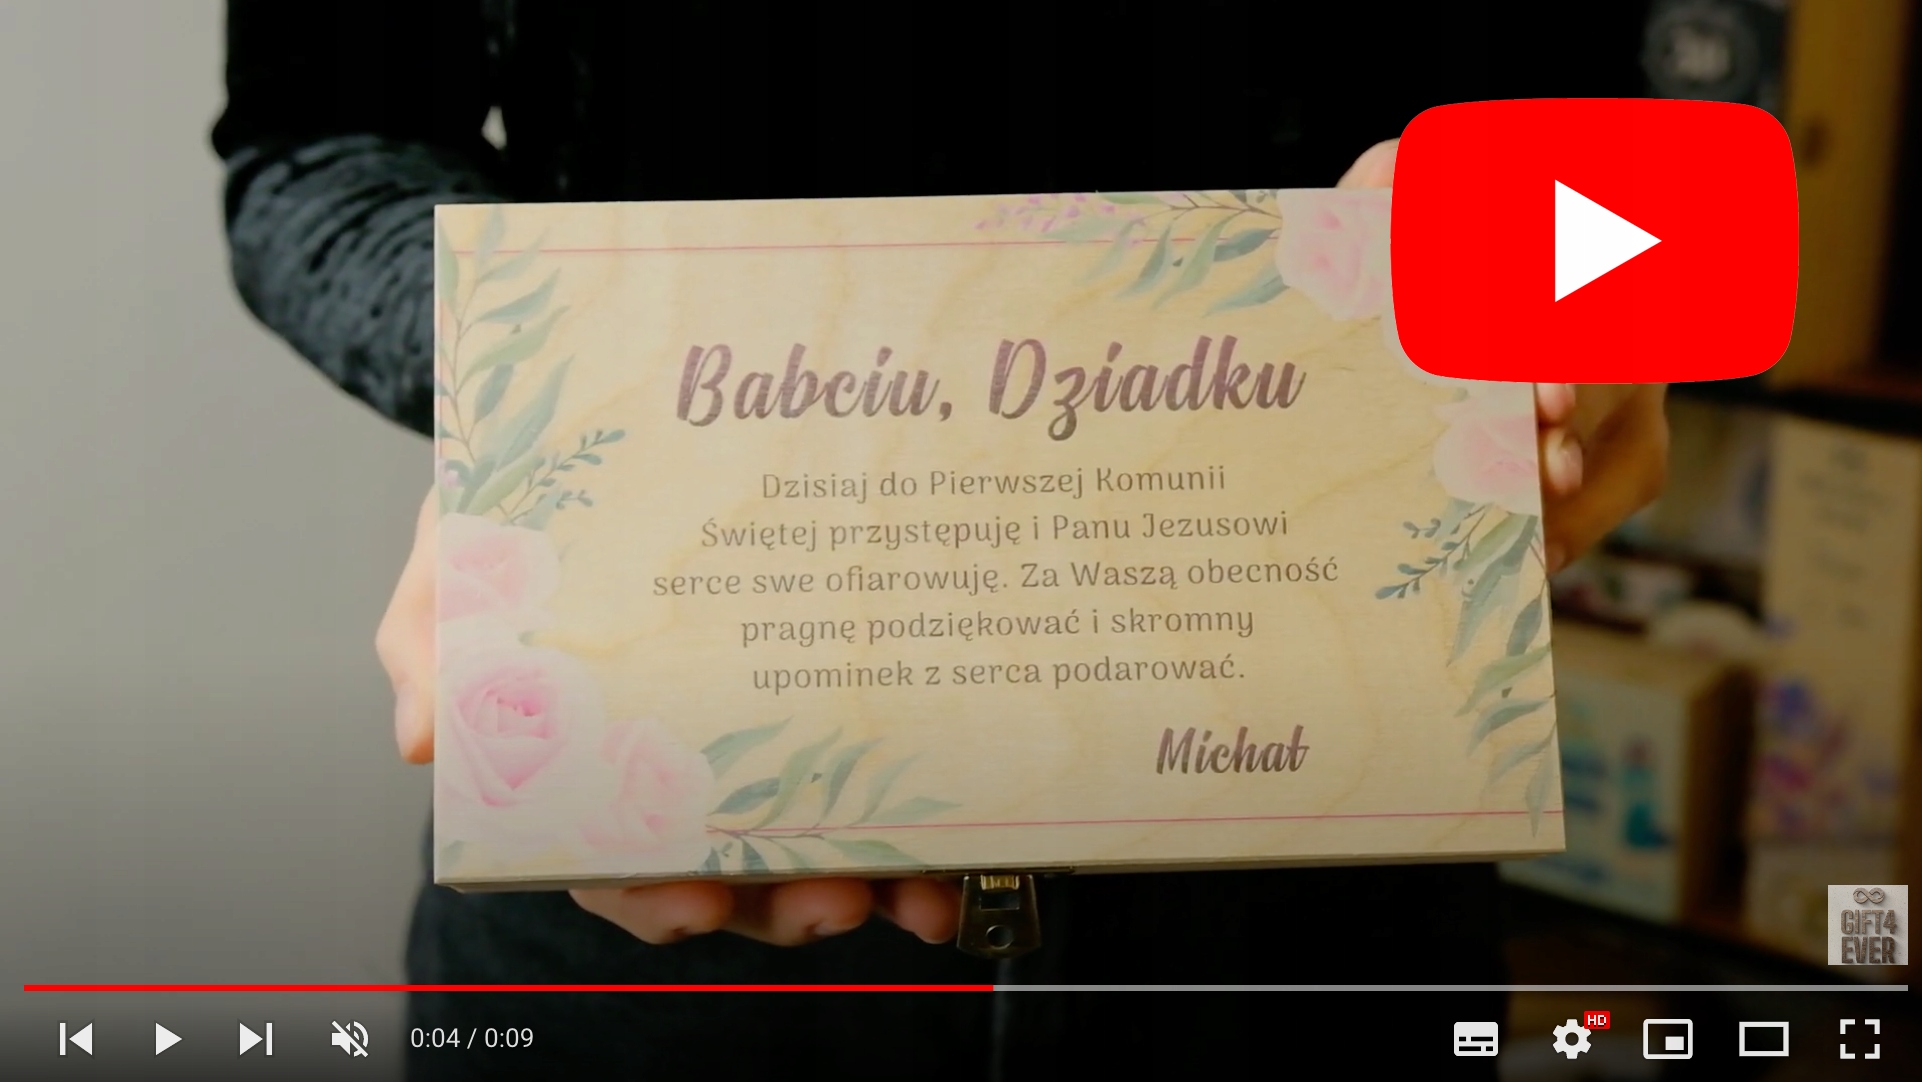 Babciu, Dziadku
Dzisiaj do Pierwszej Komunii
Świętej przystępuję i Panu Jezusowi
serce swe ofiarowuję. Za Waszą obecność
pragnę podziękować i skromny
upominek z serca podarować.
Michał
GIFT4
EVER
0:04 / 0:09
HD